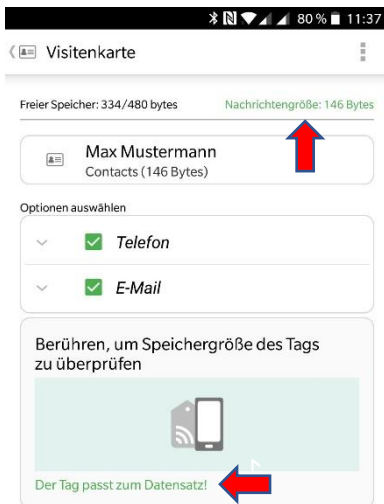 80 % 11:37
Visitenkarte
Freier Speicher: 334/480 bytes Nachrichtengröße: 146 Bytes
Max Mustermann
Contacts (146 Bytes)
Optionen auswählen
Telefon
E-Mail
Berühren, um Speichergröße des Tags
zu überprüfen
Der Tag passt zum Datensatz!